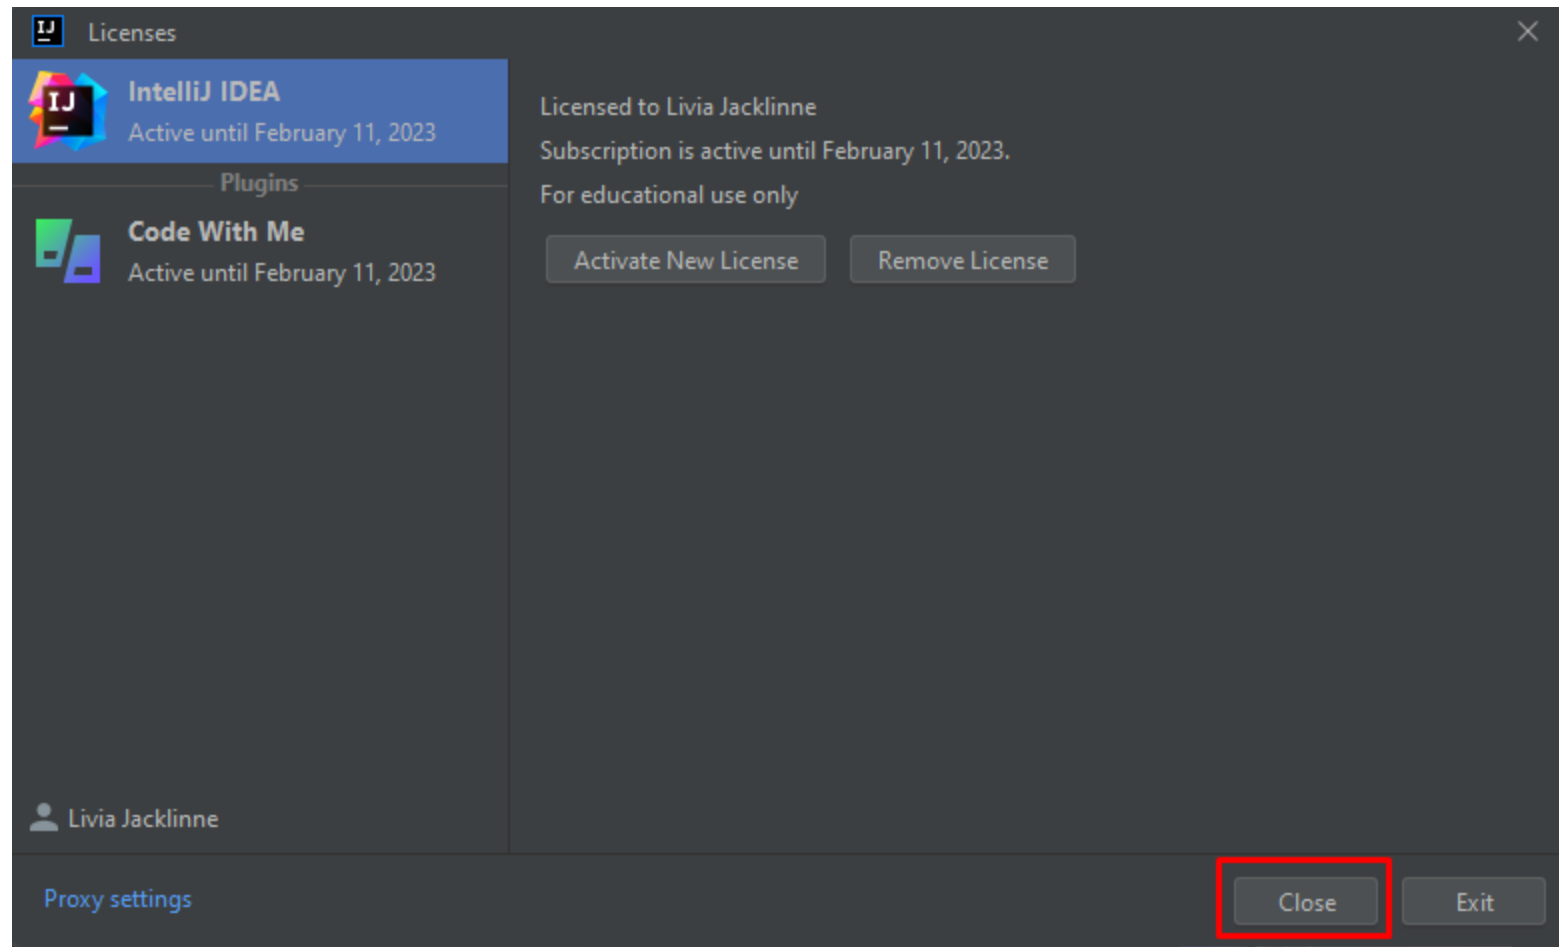 IJ
Licenses
IJ
IntelliJ IDEA
Active until February 11, 2023
Plugins
Code With Me
Active until February 11, 2023
Livia Jacklinne
Licensed to Livia Jacklinne
Subscription is active until February 11, 2023.
For educational use only
Activate New License
Remove License
Proxy settings
Close
Exit